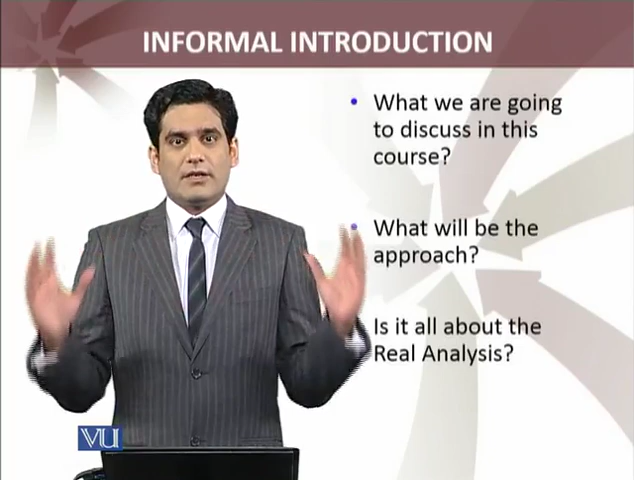 INFORMAL INTRODUCTION
What we are going
to discuss in this
course?
What will be the
approach?
Is it all about the
Real Analysis?
VU